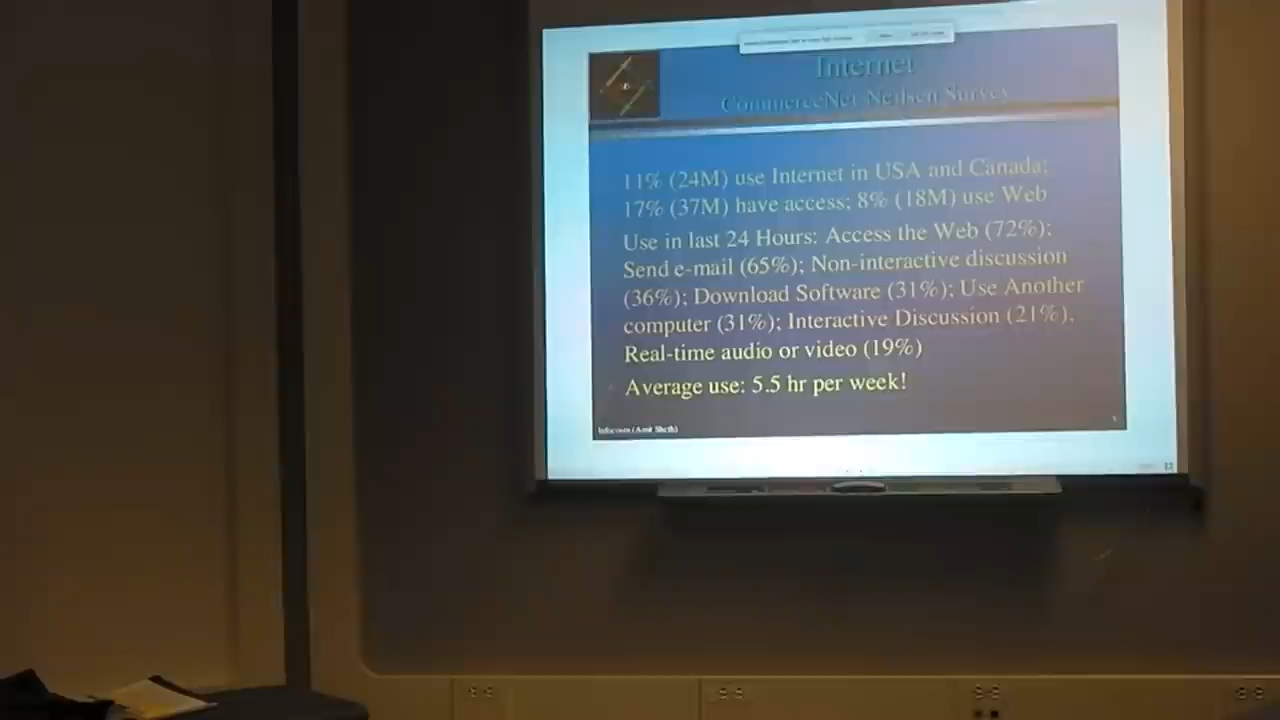 Internet
CommerceNet Neilsen Survey
11% (24M) use Internet in USA and Canada;
17% (37M) have access; 8% (18M) use Web
Use in last 24 Hours: Access the Web (72%);
Send e-mail (65%); Non-interactive discussion
(36%); Download Software (31%); Use Another
computer (31%); Interactive Discussion (21%),
Real-time audio or video (19%)
Average use: 5.5 hr per week!
Infocosm (Amit Sheth)